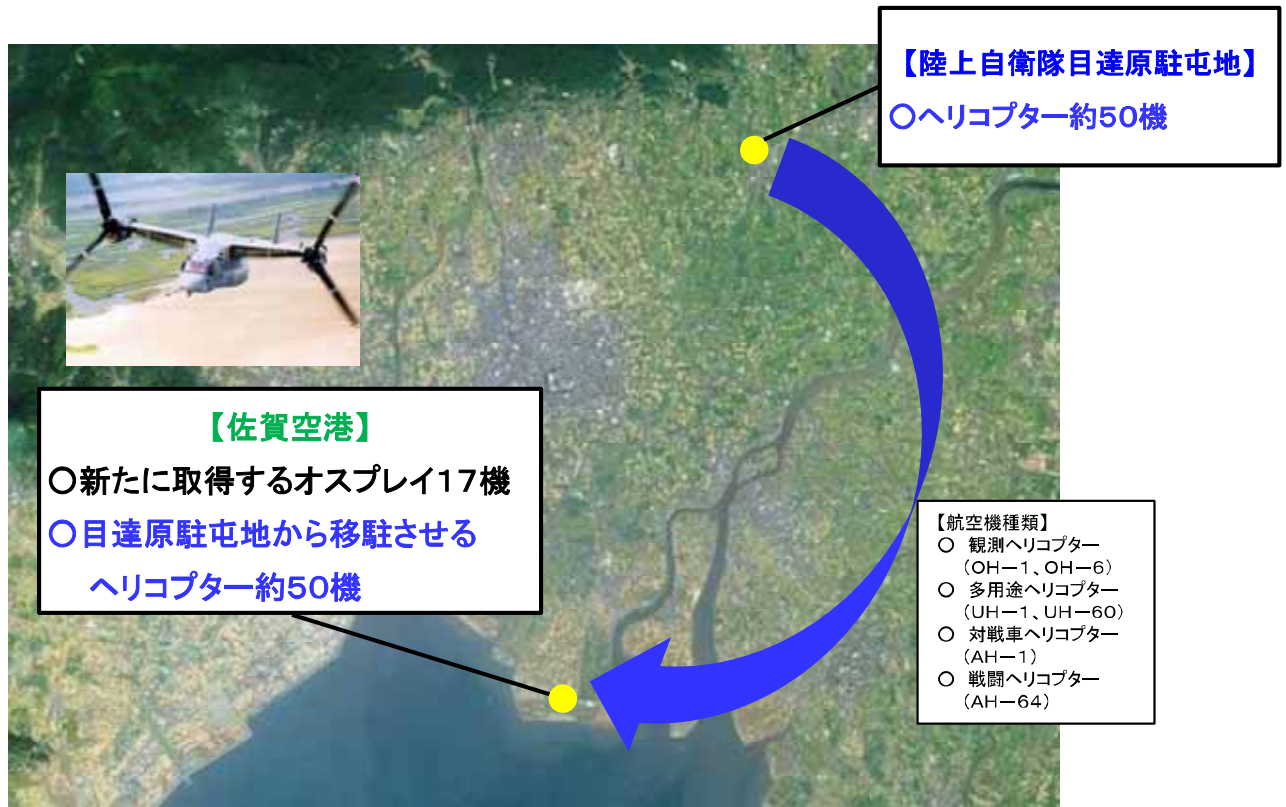 【陸上自衛隊目達原駐屯地】
○ヘリコプター約50機
【佐賀空港】
○新たに取得するオスプレイ17機
○目達原駐屯地から移駐させる
ヘリコプター約50機
【航空機種類】
○ 観測ヘリコプター
(OH－1、OH－6)
○ 多用途ヘリコプター
(UH－1、UH－60)
○ 対戦車ヘリコプター
(AH－1)
○ 戦闘ヘリコプター
(AH－64)